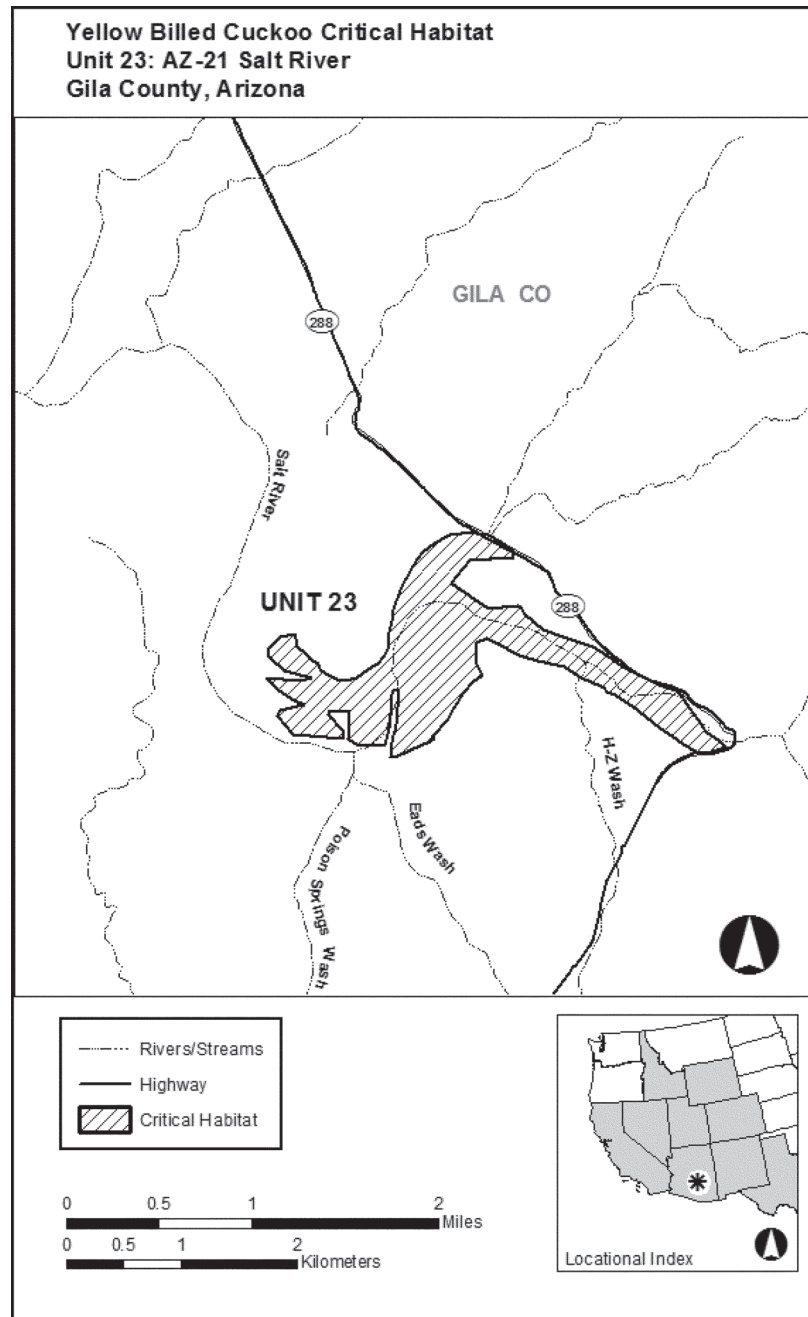 Yellow Billed Cuckoo Critical Habitat
Unit 23: AZ-21 Salt River
Gila County, Arizona
GILA CO
288
Salt River
UNIT 23
288
H-Z Wash
Eads Wash
Poison Springs Wash
Rivers/Streams
Highway
Critical Habitat
0 0.5 1 2
Miles
0 0.5 1 2
Kilometers
Locational Index